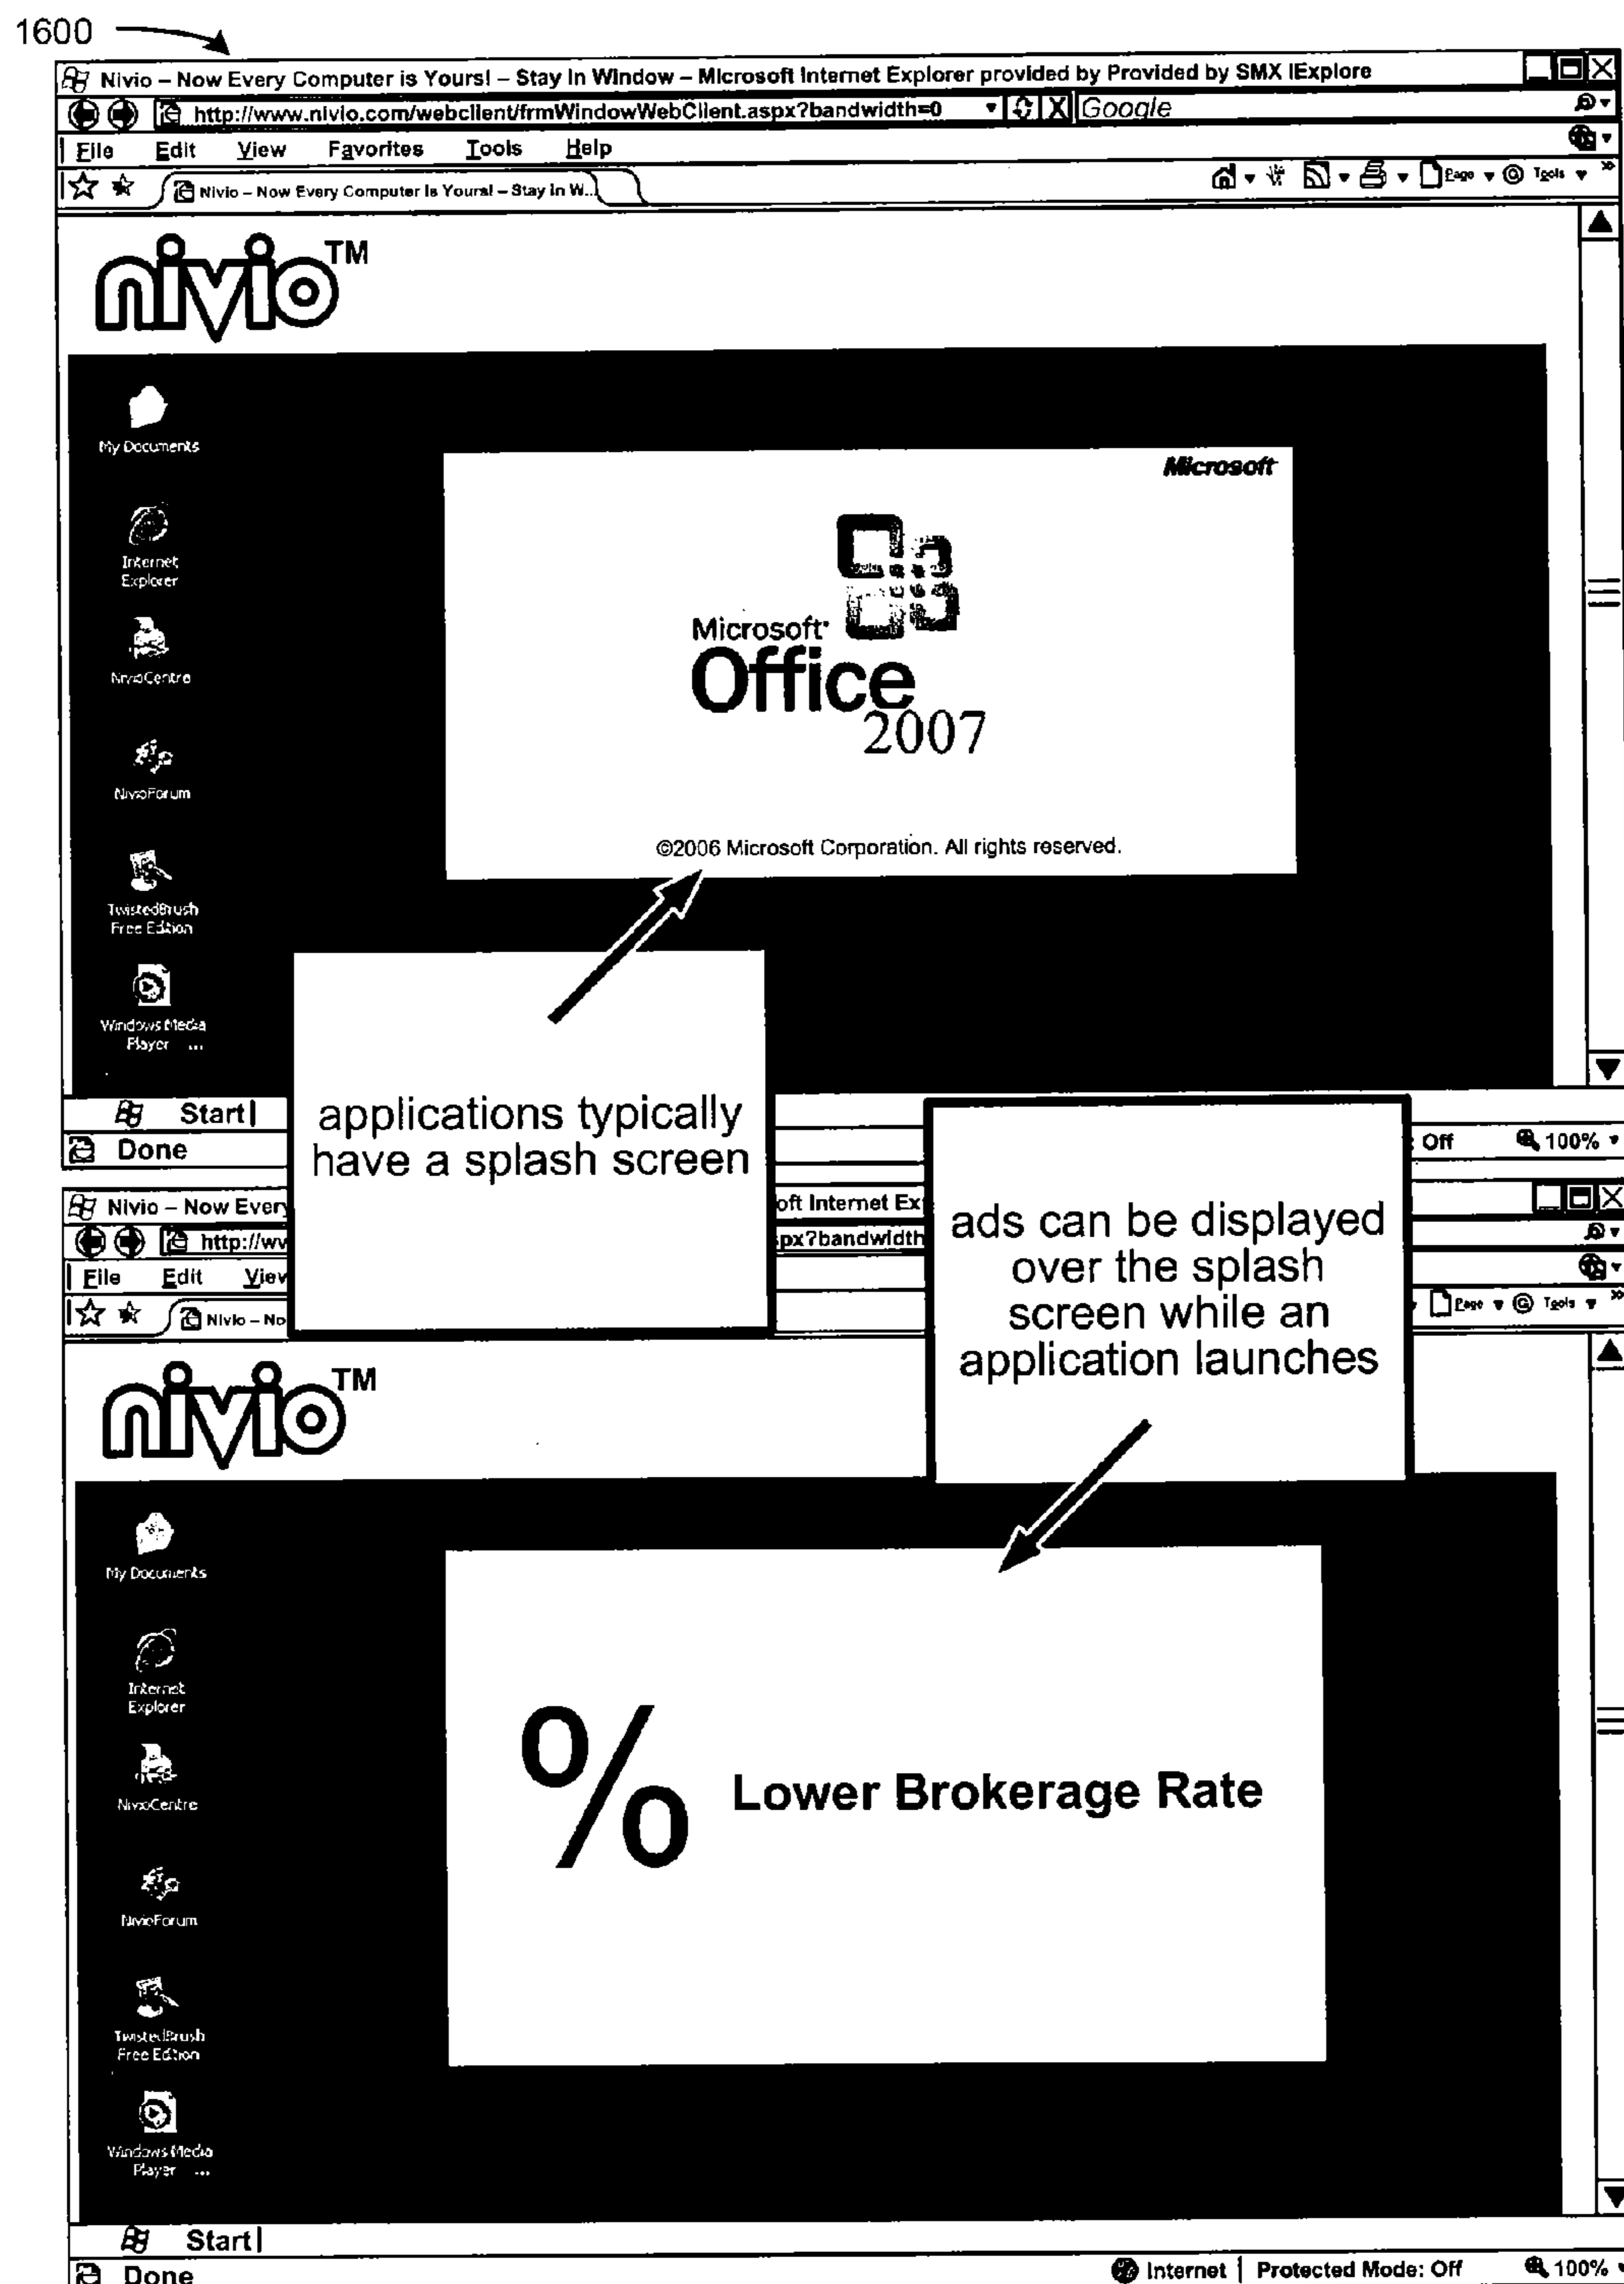 1600
Nivio – Now Every Computer is Yours! – Stay In Window – Microsoft Internet Explorer provided by Provided by SMX IExplore
http://www.nivio.com/webclient/frmWindowWebClient.aspx?bandwidth=0
Google
File Edit View Favorites Tools Help
Nivio – Now Every Computer Is Yours! – Stay In W...
Page Tools
nivio™
My Documents
Microsoft
Internet
Explorer
Microsoft
Office
2007
NivioCentre
NivioForum
©2006 Microsoft Corporation. All rights reserved.
TwistedBrush
Free Edition
Windows Media
Player ...
applications typically
have a splash screen
Start
Done
Off 100%
Nivio – Now Every
oft Internet Ex
http://wv
px?bandwidth
File Edit View
Nivio – No
Page Tools
ads can be displayed
over the splash
screen while an
application launches
nivio™
My Documents
Internet
Explorer
NivioCentre
% Lower Brokerage Rate
NivioForum
TwistedBrush
Free Edition
Windows Media
Player ...
Start
Done
Internet | Protected Mode: Off 100%